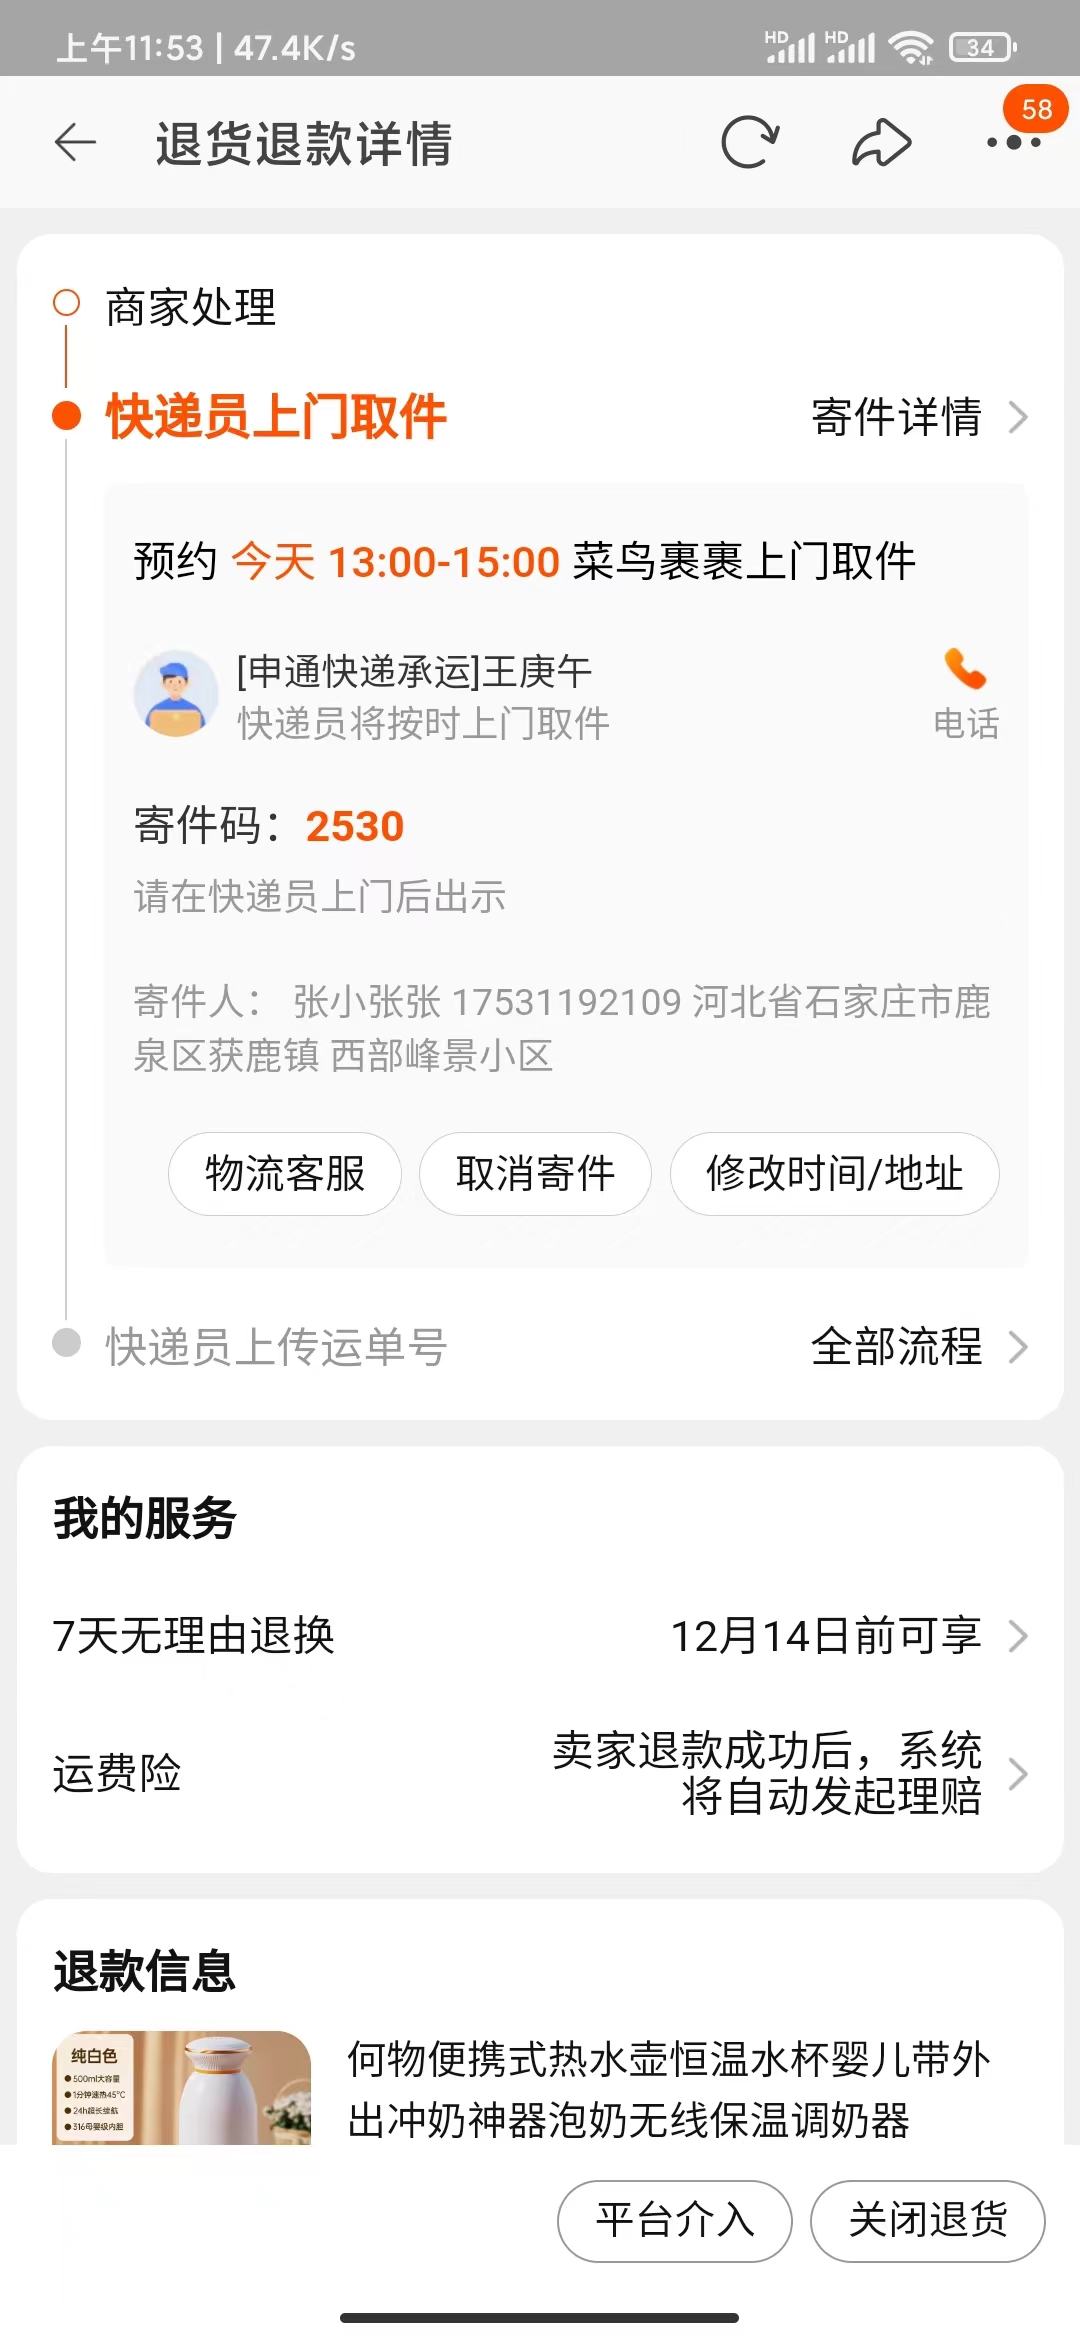 上午11:53 | 47.4K/s
HD HD 34
58
退货退款详情
商家处理
快递员上门取件 寄件详情
预约 今天 13:00-15:00 菜鸟裹裹上门取件
[申通快递承运]王庚午
快递员将按时上门取件 电话
寄件码：2530
请在快递员上门后出示
寄件人： 张小张张 17531192109 河北省石家庄市鹿
泉区获鹿镇 西部峰景小区
物流客服 取消寄件 修改时间/地址
快递员上传运单号 全部流程
我的服务
7天无理由退换 12月14日前可享
运费险 卖家退款成功后，系统
将自动发起理赔
退款信息
纯白色
●500ml大容量
●1分钟速热45°C
●24h超长续航
●316母婴级内胆
何物便携式热水壶恒温水杯婴儿带外
出冲奶神器泡奶无线保温调奶器
平台介入 关闭退货